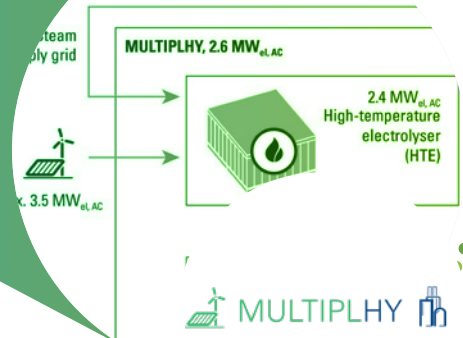 steam
ply grid
MULTIPLHY, 2.6 MWel, AC
2.4 MWel, AC
High-temperature
electrolyser
(HTE)
x. 3.5 MWel, AC
MULTIPLHY